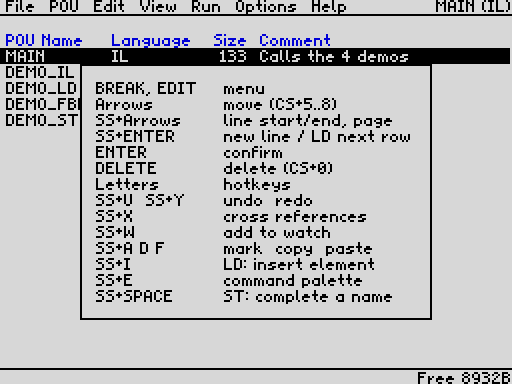 File POU Edit View Run Options Help MAIN (IL)
POU Name Language Size Comment
MAIN IL 133 Calls the 4 demos
DEMO_IL
DEMO_LD
DEMO_FB
DEMO_ST
BREAK, EDIT menu
Arrows move (CS+5..8)
SS+Arrows line start/end, page
SS+ENTER new line / LD next row
ENTER confirm
DELETE delete (CS+0)
Letters hotkeys
SS+U SS+Y undo redo
SS+X cross references
SS+W add to watch
SS+A D F mark copy paste
SS+I LD: insert element
SS+E command palette
SS+SPACE ST: complete a name
Free 8932B